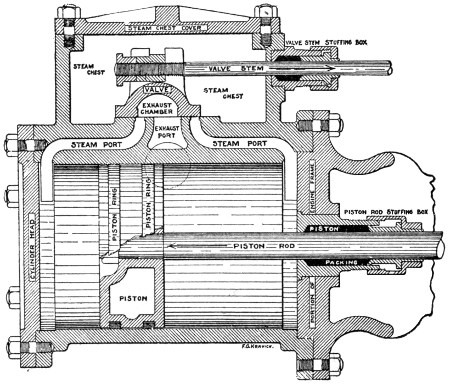 STEAM CHEST COVER
VALVE STEM STUFFING BOX
STEAM
CHEST
VALVE STEM
STEAM
CHEST
VALVE
EXHAUST
CHAMBER
EXHAUST
PORT
STEAM PORT
STEAM PORT
PISTON RING
PISTON RING
CYLINDER HEAD
ENGINE FRAME
PORTION OF
PISTON ROD STUFFING BOX
PISTON
PACKING
PISTON ROD
PISTON